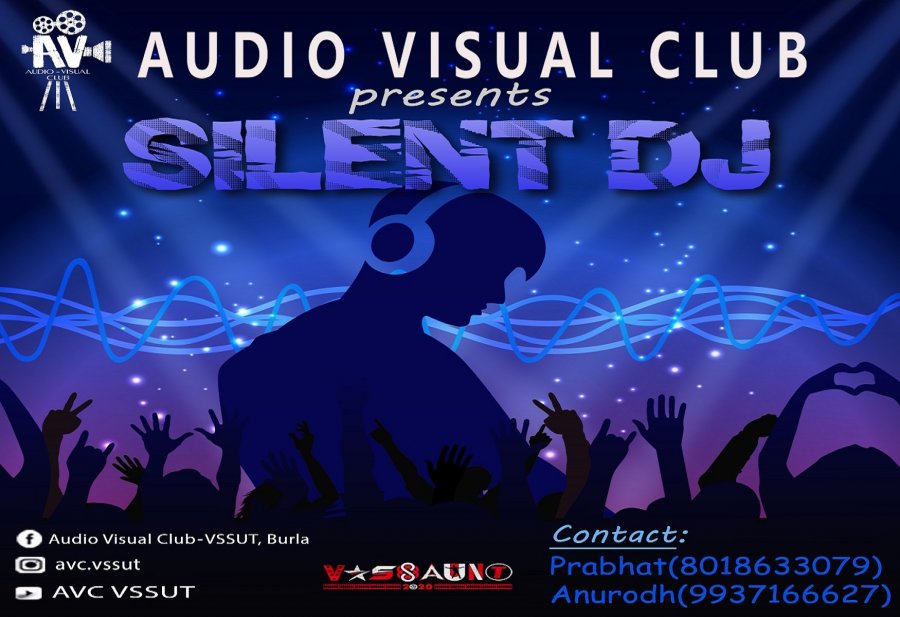 AV
AUDIO-VISUAL
CLUB
AUDIO VISUAL CLUB
presents
SILENT DJ
Audio Visual Club-VSSUT, Burla
avc.vssut
AVC VSSUT
2020
Contact:
Prabhat(8018633079)
Anurodh(9937166627)